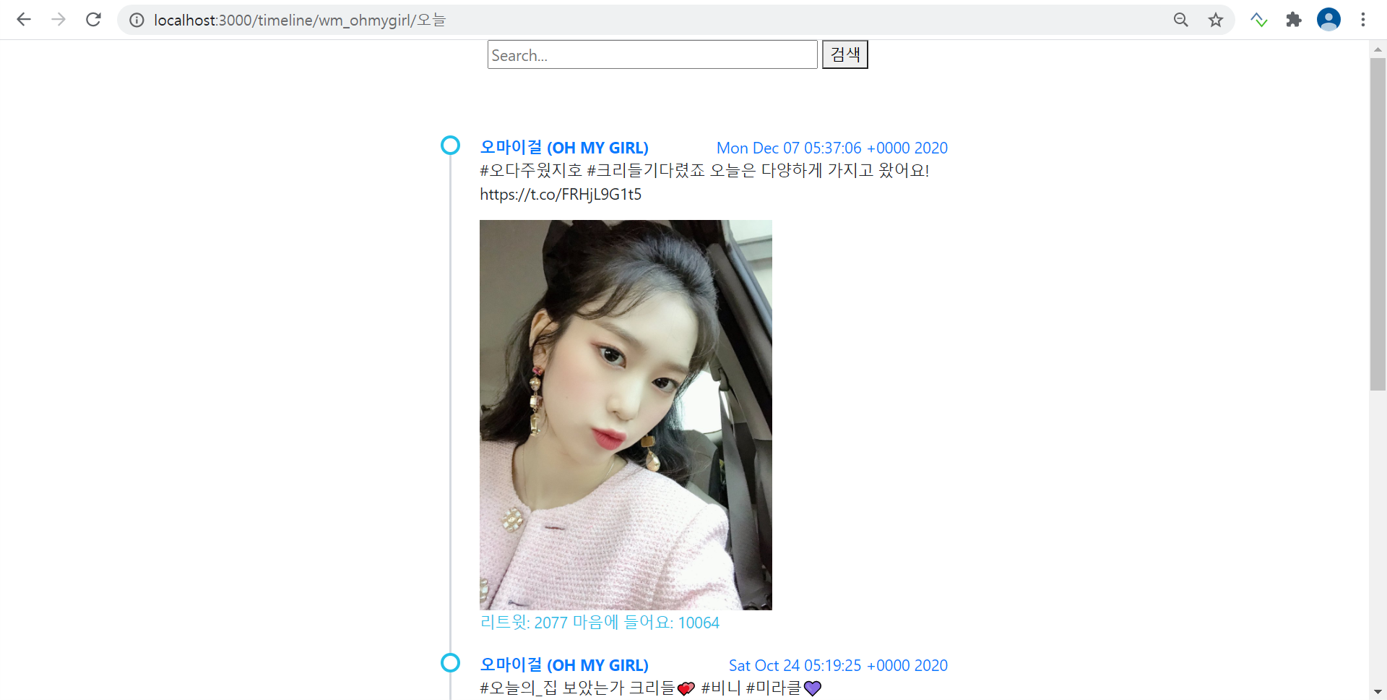 localhost:3000/timeline/wm_ohmygirl/오늘
Search... 검색
오마이걸 (OH MY GIRL) Mon Dec 07 05:37:06 +0000 2020
#오다주웠지호 #크리들기다렸죠 오늘은 다양하게 가지고 왔어요!
https://t.co/FRHjL9G1t5
리트윗: 2077 마음에 들어요: 10064
오마이걸 (OH MY GIRL) Sat Oct 24 05:19:25 +0000 2020
#오늘의_집 보았는가 크리들💕 #비니 #미라클💜